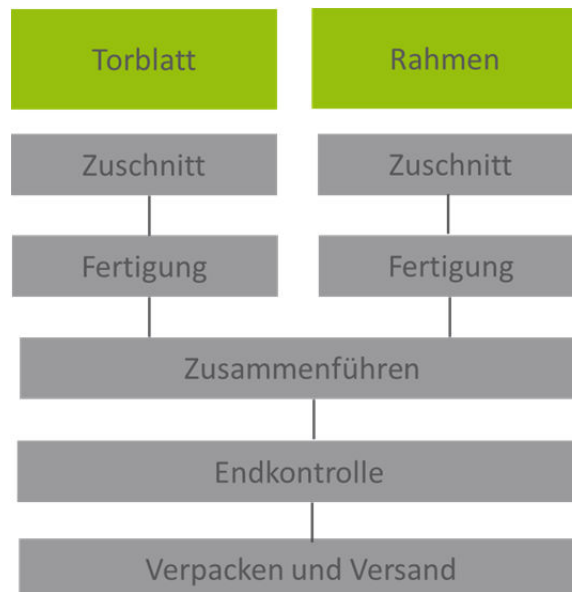 Torblatt
Rahmen
Zuschnitt
Zuschnitt
Fertigung
Fertigung
Zusammenführen
Endkontrolle
Verpacken und Versand